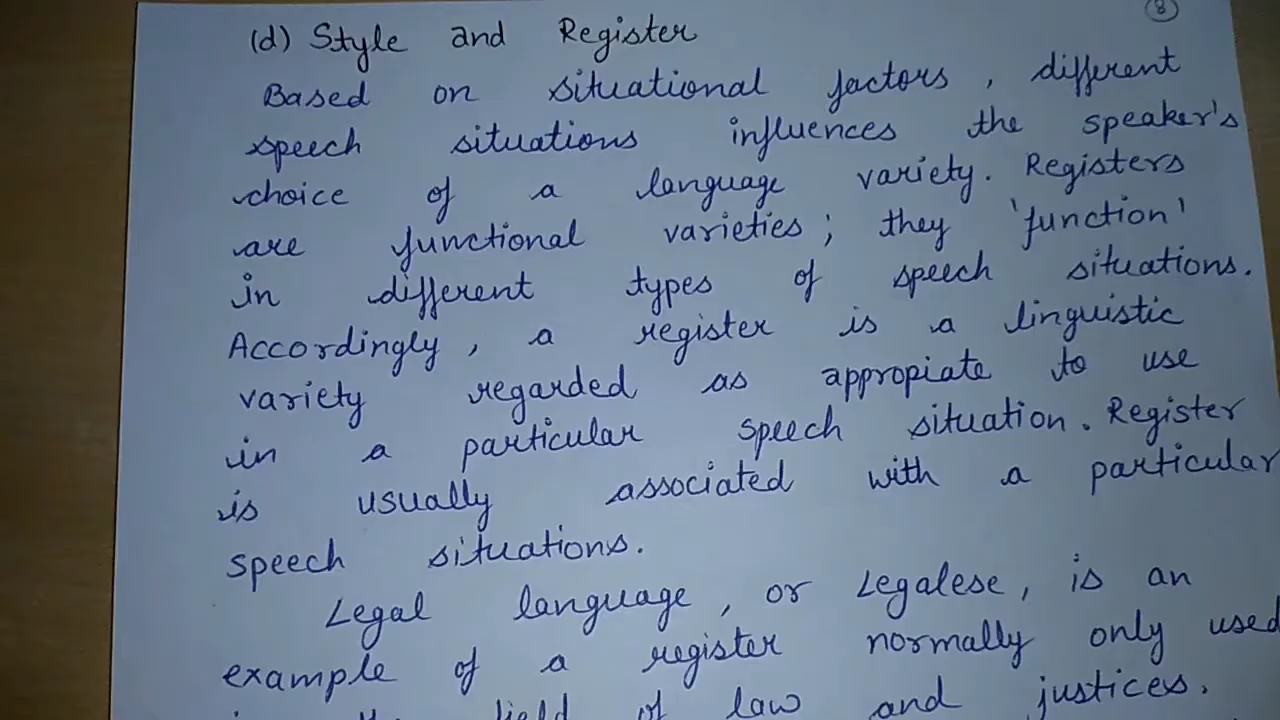 8
(d) Style and Register
Based on situational factors, different
speech situations influences the speaker's
choice of a language variety. Registers
are functional varieties; they 'function'
in different types of speech situations.
Accordingly, a register is a linguistic
variety regarded as appropiate to use
in a particular speech situation. Register
is usually associated with a particular
speech situations.
Legal language, or Legalese, is an
example of a register normally only used
field of law and justices.